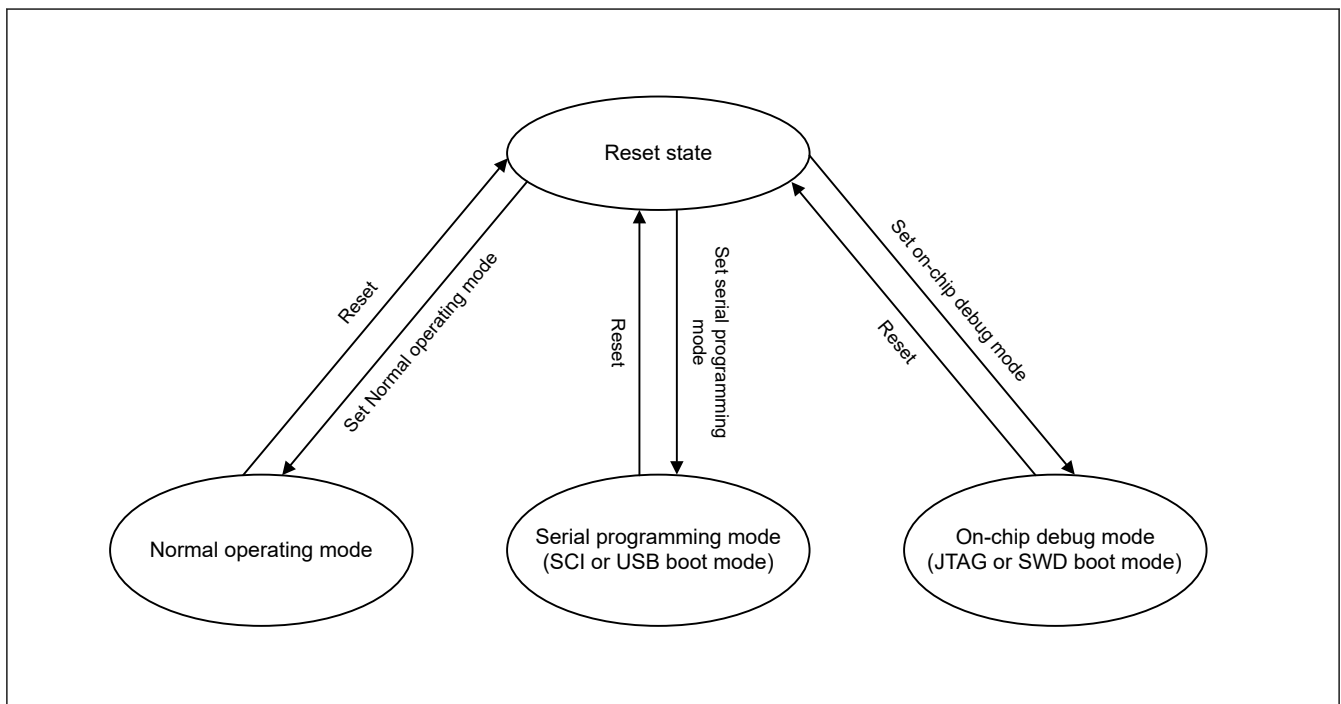 Reset state
Reset
Set Normal operating mode
Reset
Set serial programming
mode
Reset
Set on-chip debug mode
Normal operating mode
Serial programming mode
(SCI or USB boot mode)
On-chip debug mode
(JTAG or SWD boot mode)